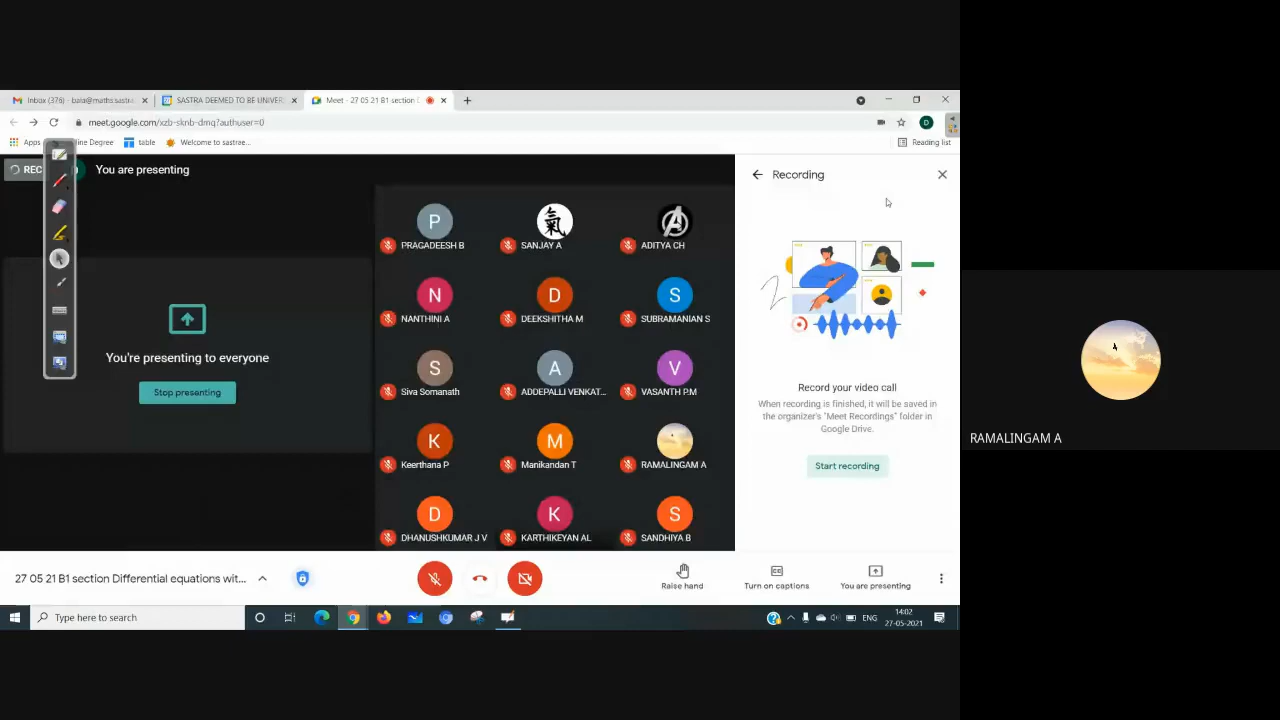 Inbox (376) - bala@maths.sastra.
SASTRA DEEMED TO BE UNIVER
Meet - 27 05 21 B1 section
meet.google.com/xzb-sknb-dmq?authuser=0
Apps
ine Degree
table
Welcome to sastree...
Reading list
REC
You are presenting
Recording
P
PRAGADEESH B
氣
SANJAY A
A
ADITYA CH
N
NANTHINI A
D
DEEKSHITHA M
S
SUBRAMANIAN S
2
You're presenting to everyone
Stop presenting
S
Siva Somanath
A
ADDEPALLI VENKAT...
V
VASANTH P.M
Record your video call
When recording is finished, it will be saved
in the organizer's "Meet Recordings" folder in
Google Drive.
Start recording
K
Keerthana P
M
Manikandan T
RAMALINGAM A
RAMALINGAM A
D
DHANUSHKUMAR J V
K
KARTHIKEYAN AL
S
SANDHIYA B
27 05 21 B1 section Differential equations wit...
Raise hand
CC
Turn on captions
You are presenting
Type here to search
ENG
14:02
27-05-2021
D